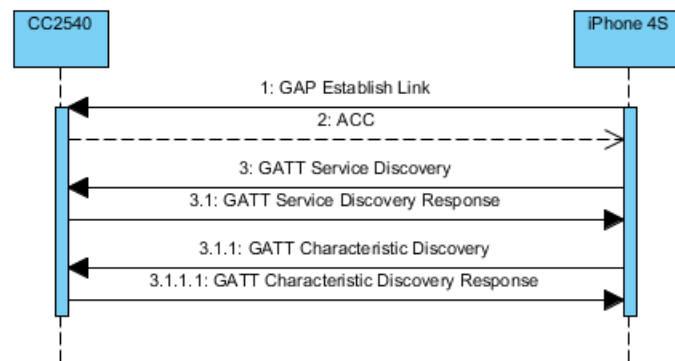 CC2540
iPhone 4S
1: GAP Establish Link
2: ACC
3: GATT Service Discovery
3.1: GATT Service Discovery Response
3.1.1: GATT Characteristic Discovery
3.1.1.1: GATT Characteristic Discovery Response